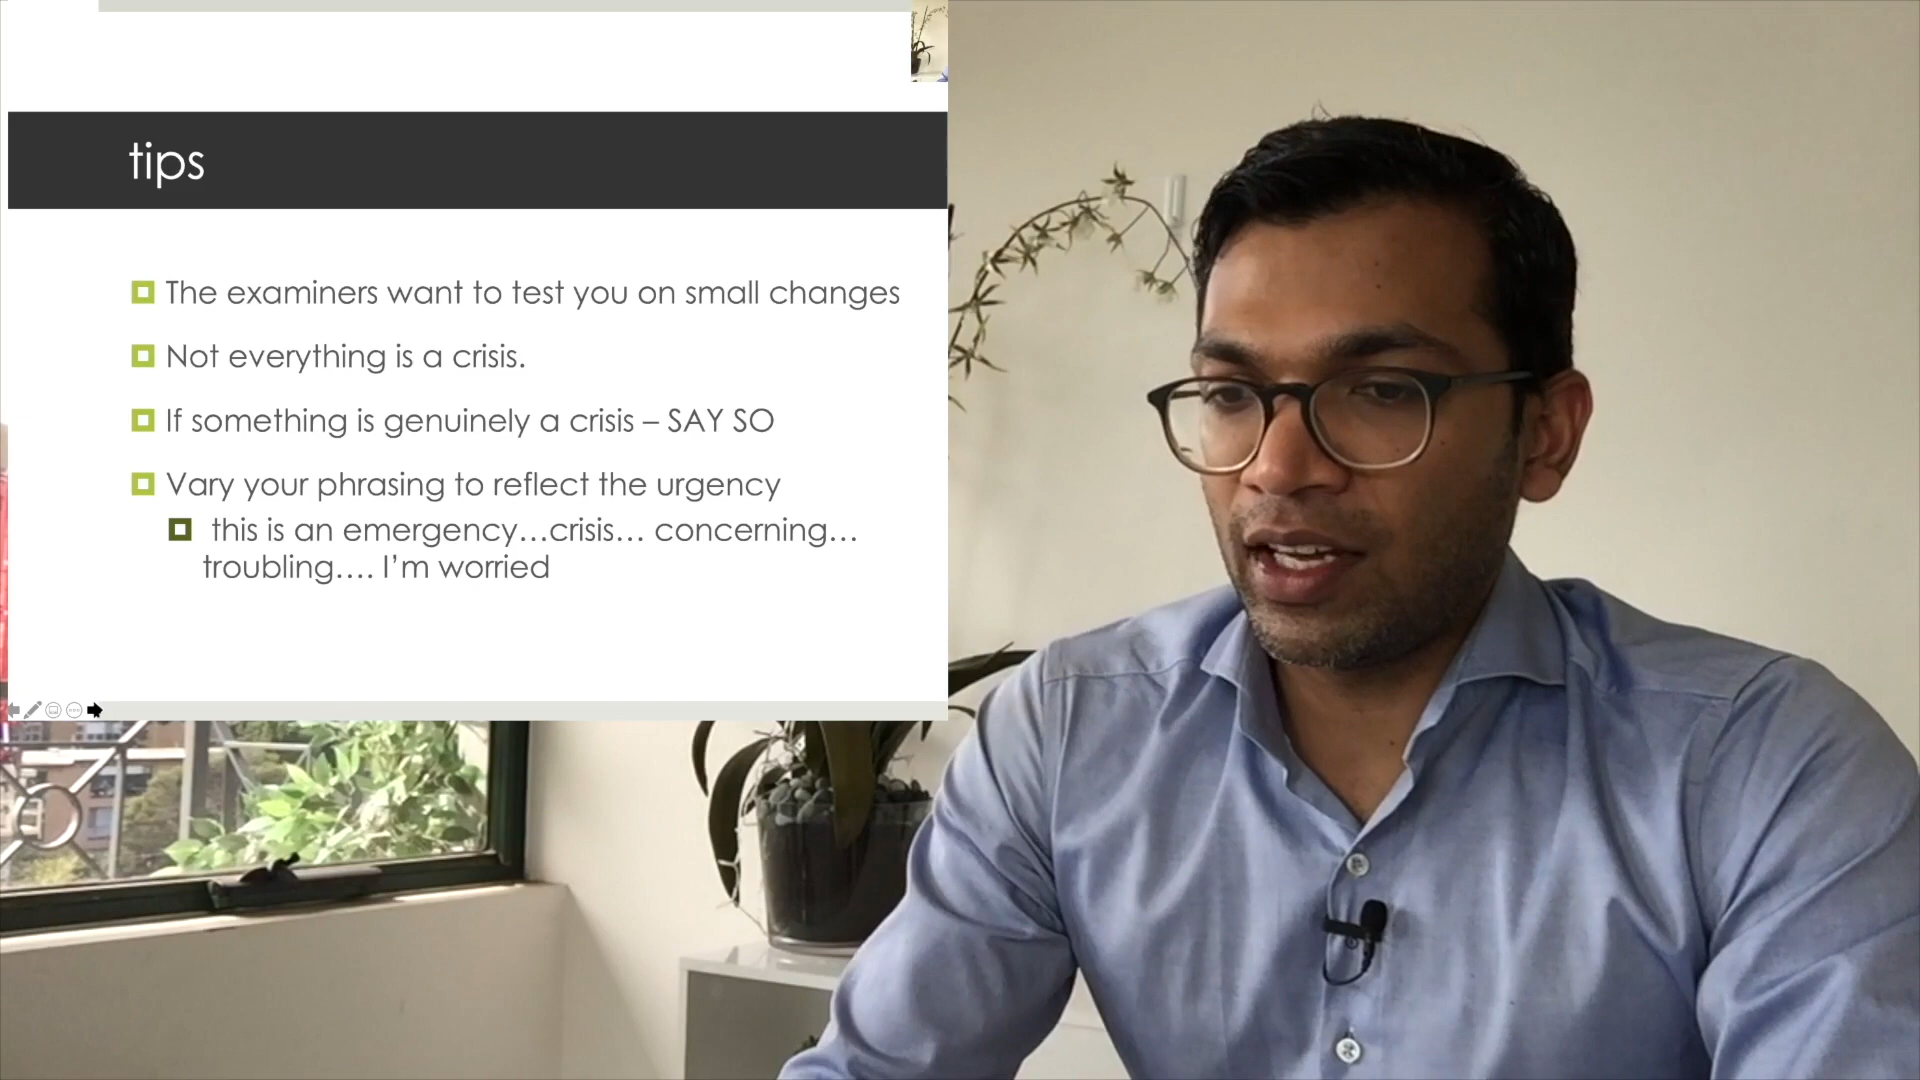 tips
The examiners want to test you on small changes
Not everything is a crisis.
If something is genuinely a crisis – SAY SO
Vary your phrasing to reflect the urgency
this is an emergency…crisis… concerning…
troubling…. I’m worried